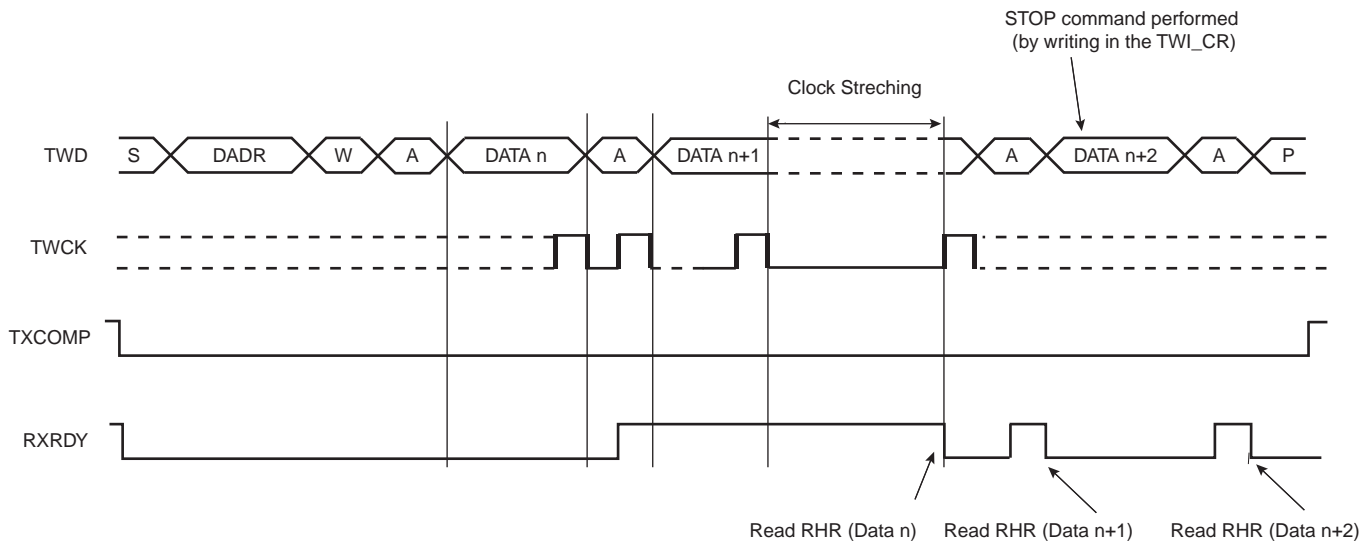 STOP command performed
(by writing in the TWI_CR)
Clock Streching
TWD S DADR W A DATA n A DATA n+1 A DATA n+2 A P
TWCK
TXCOMP
RXRDY
Read RHR (Data n) Read RHR (Data n+1) Read RHR (Data n+2)